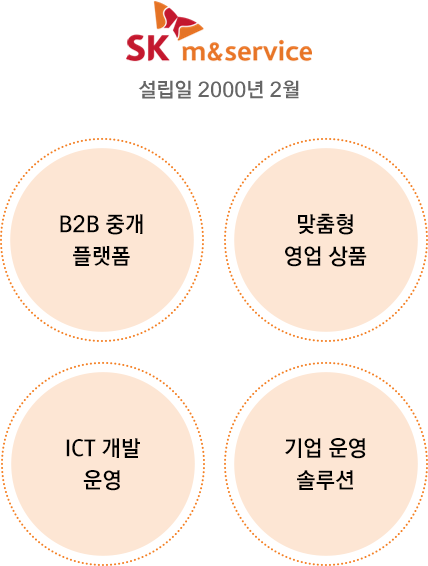 SK m&service
설립일 2000년 2월
B2B 중개
플랫폼
맞춤형
영업 상품
ICT 개발
운영
기업 운영
솔루션